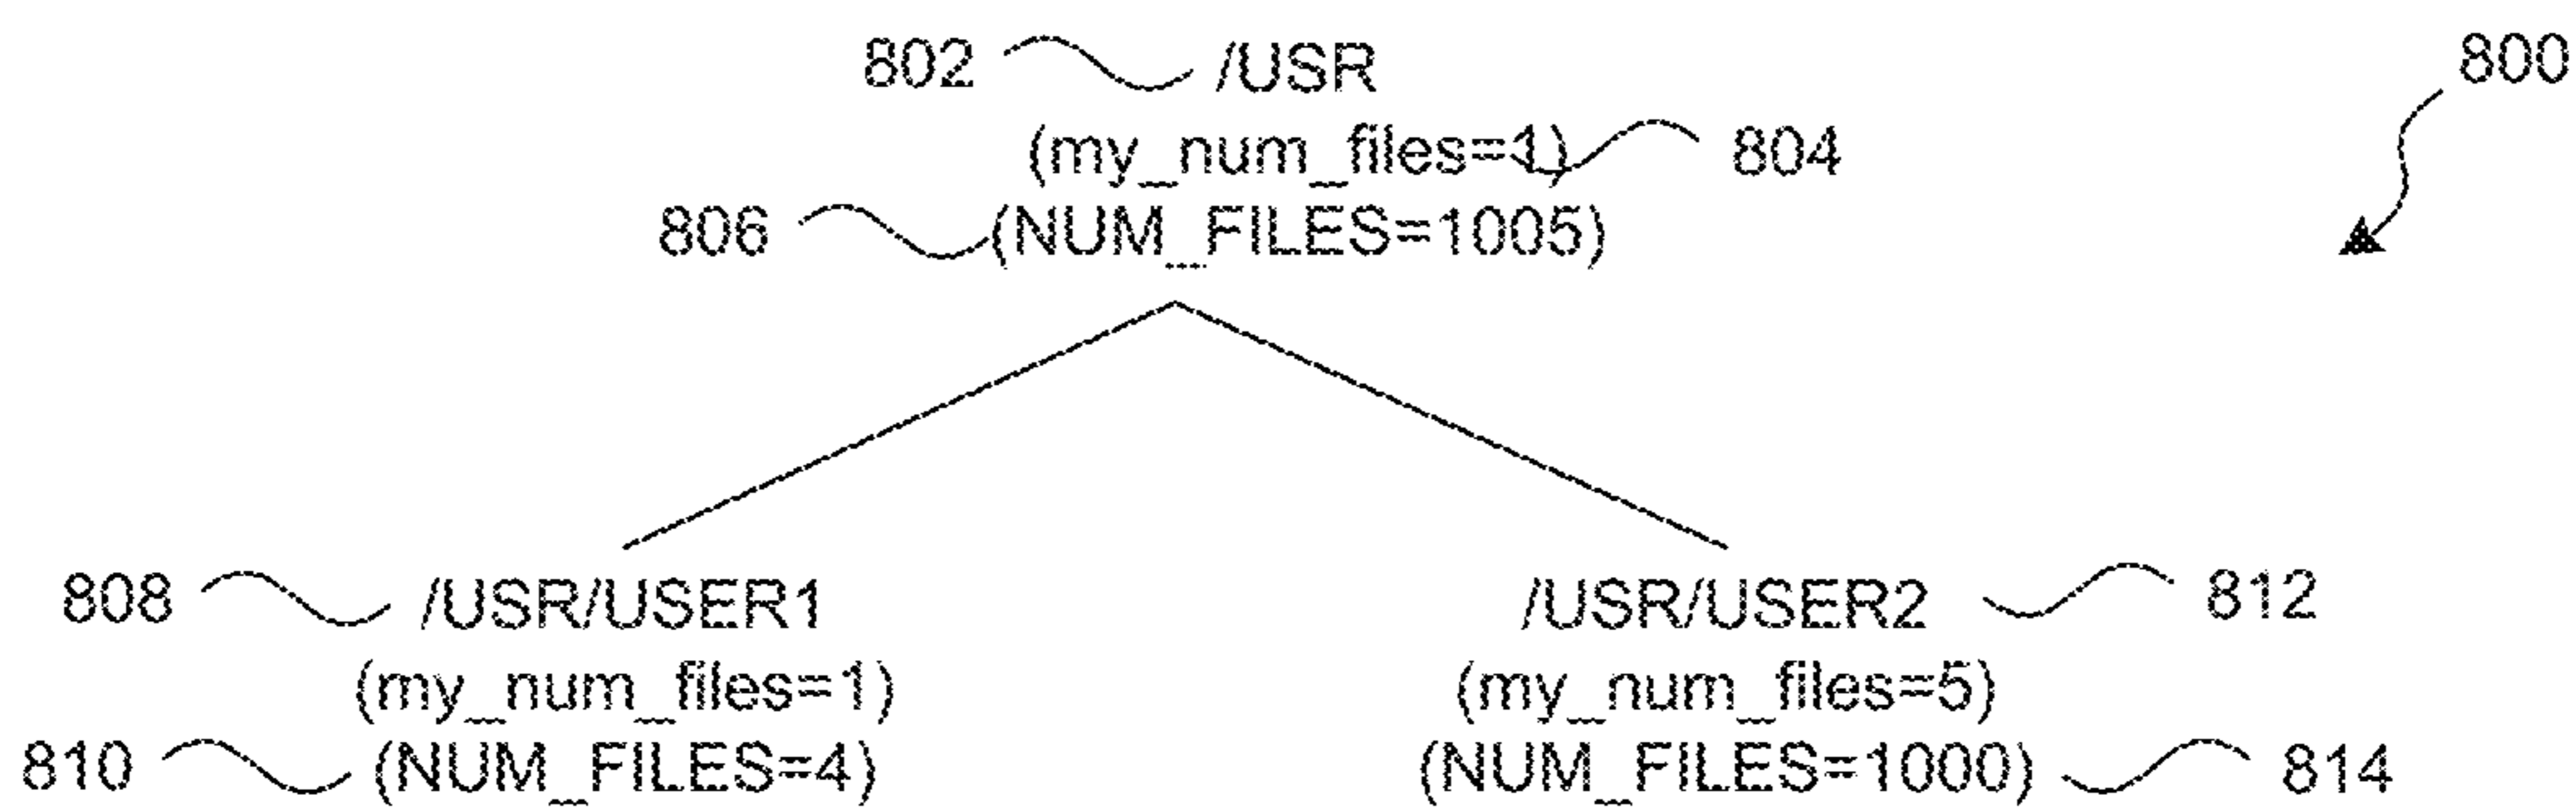 802 /USR 800
(my_num_files=1) 804
806 (NUM_FILES=1005)
808 /USR/USER1 /USR/USER2 812
(my_num_files=1) (my_num_files=5)
810 (NUM_FILES=4) (NUM_FILES=1000) 814